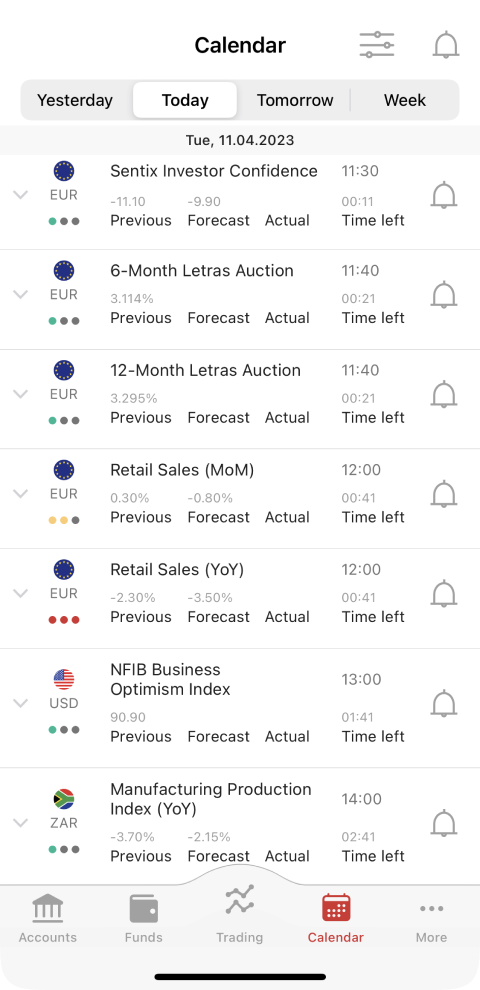 Calendar
Yesterday Today Tomorrow Week
Tue, 11.04.2023
Sentix Investor Confidence 11:30
EUR
-11.10 -9.90 00:11
Previous Forecast Actual Time left
6-Month Letras Auction 11:40
EUR
3.114% 00:21
Previous Forecast Actual Time left
12-Month Letras Auction 11:40
EUR
3.295% 00:21
Previous Forecast Actual Time left
Retail Sales (MoM) 12:00
EUR
0.30% -0.80% 00:41
Previous Forecast Actual Time left
Retail Sales (YoY) 12:00
EUR
-2.30% -3.50% 00:41
Previous Forecast Actual Time left
NFIB Business
Optimism Index 13:00
USD
90.90 01:41
Previous Forecast Actual Time left
Manufacturing Production
Index (YoY) 14:00
ZAR
-3.70% -2.15% 02:41
Previous Forecast Actual Time left
Accounts Funds Trading Calendar More